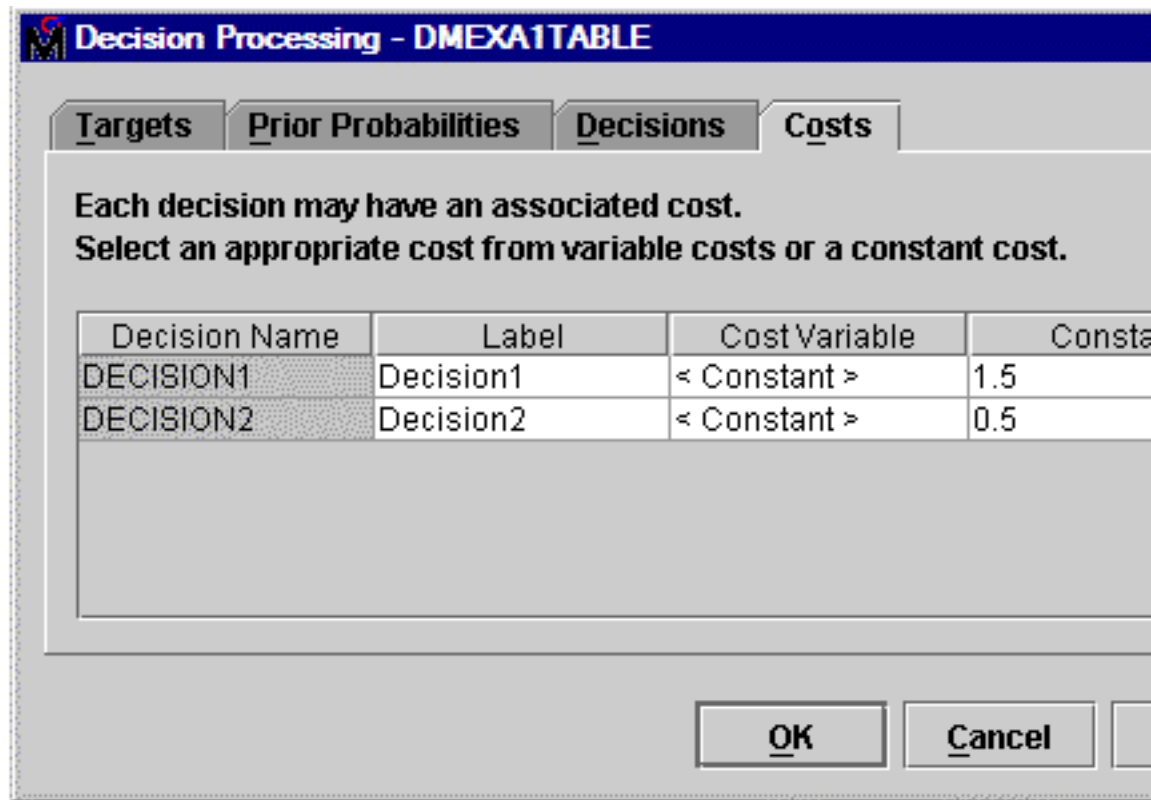 Decision Processing - DMEXA1TABLE
Targets Prior Probabilities Decisions Costs
Each decision may have an associated cost.
Select an appropriate cost from variable costs or a constant cost.
Decision Name Label Cost Variable Consta
DECISION1 Decision1 < Constant > 1.5
DECISION2 Decision2 < Constant > 0.5
OK Cancel